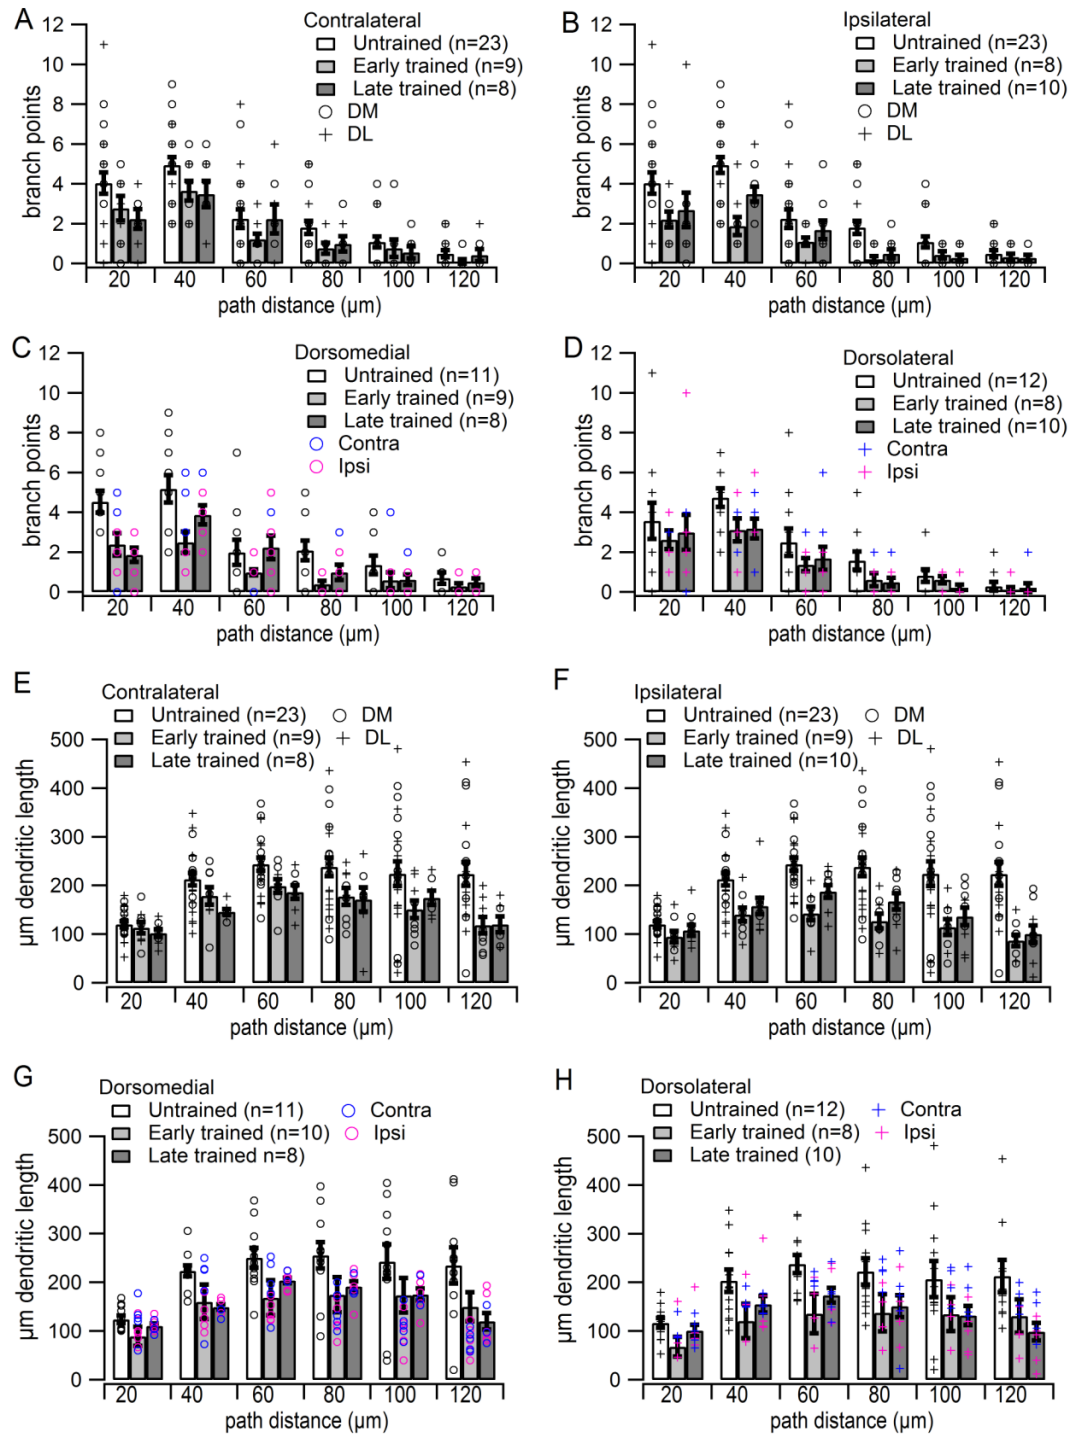 A
Contralateral
Untrained (n=23)
Early trained (n=9)
Late trained (n=8)
DM
DL
branch points
12
10
8
6
4
2
0
20 40 60 80 100 120
path distance (µm)
B
Ipsilateral
Untrained (n=23)
Early trained (n=8)
Late trained (n=10)
DM
DL
branch points
12
10
8
6
4
2
0
20 40 60 80 100 120
path distance (µm)
C
Dorsomedial
Untrained (n=11)
Early trained (n=9)
Late trained (n=8)
Contra
Ipsi
branch points
12
10
8
6
4
2
0
20 40 60 80 100 120
path distance (µm)
D
Dorsolateral
Untrained (n=12)
Early trained (n=8)
Late trained (n=10)
Contra
Ipsi
branch points
12
10
8
6
4
2
0
20 40 60 80 100 120
path distance (µm)
E
Contralateral
Untrained (n=23) DM
Early trained (n=9) DL
Late trained (n=8)
µm dendritic length
500
400
300
200
100
0
20 40 60 80 100 120
path distance (µm)
F
Ipsilateral
Untrained (n=23) DM
Early trained (n=9) DL
Late trained (n=10)
µm dendritic length
500
400
300
200
100
0
20 40 60 80 100 120
path distance (µm)
G
Dorsomedial
Untrained (n=11) Contra
Early trained (n=10) Ipsi
Late trained n=8)
µm dendritic length
500
400
300
200
100
0
20 40 60 80 100 120
path distance (µm)
H
Dorsolateral
Untrained (n=12) Contra
Early trained (n=8) Ipsi
Late trained (10)
µm dendritic length
500
400
300
200
100
0
20 40 60 80 100 120
path distance (µm)